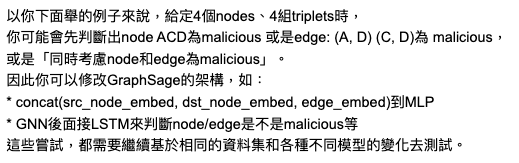 以你下面舉的例子來說，給定4個nodes、4組triplets時，
你可能會先判斷出node ACD為malicious 或是edge: (A, D) (C, D)為 malicious，
或是「同時考慮node和edge為malicious」。
因此你可以修改GraphSage的架構，如：
* concat(src_node_embed, dst_node_embed, edge_embed)到MLP
* GNN後面接LSTM來判斷node/edge是不是malicious等
這些嘗試，都需要繼續基於相同的資料集和各種不同模型的變化去測試。